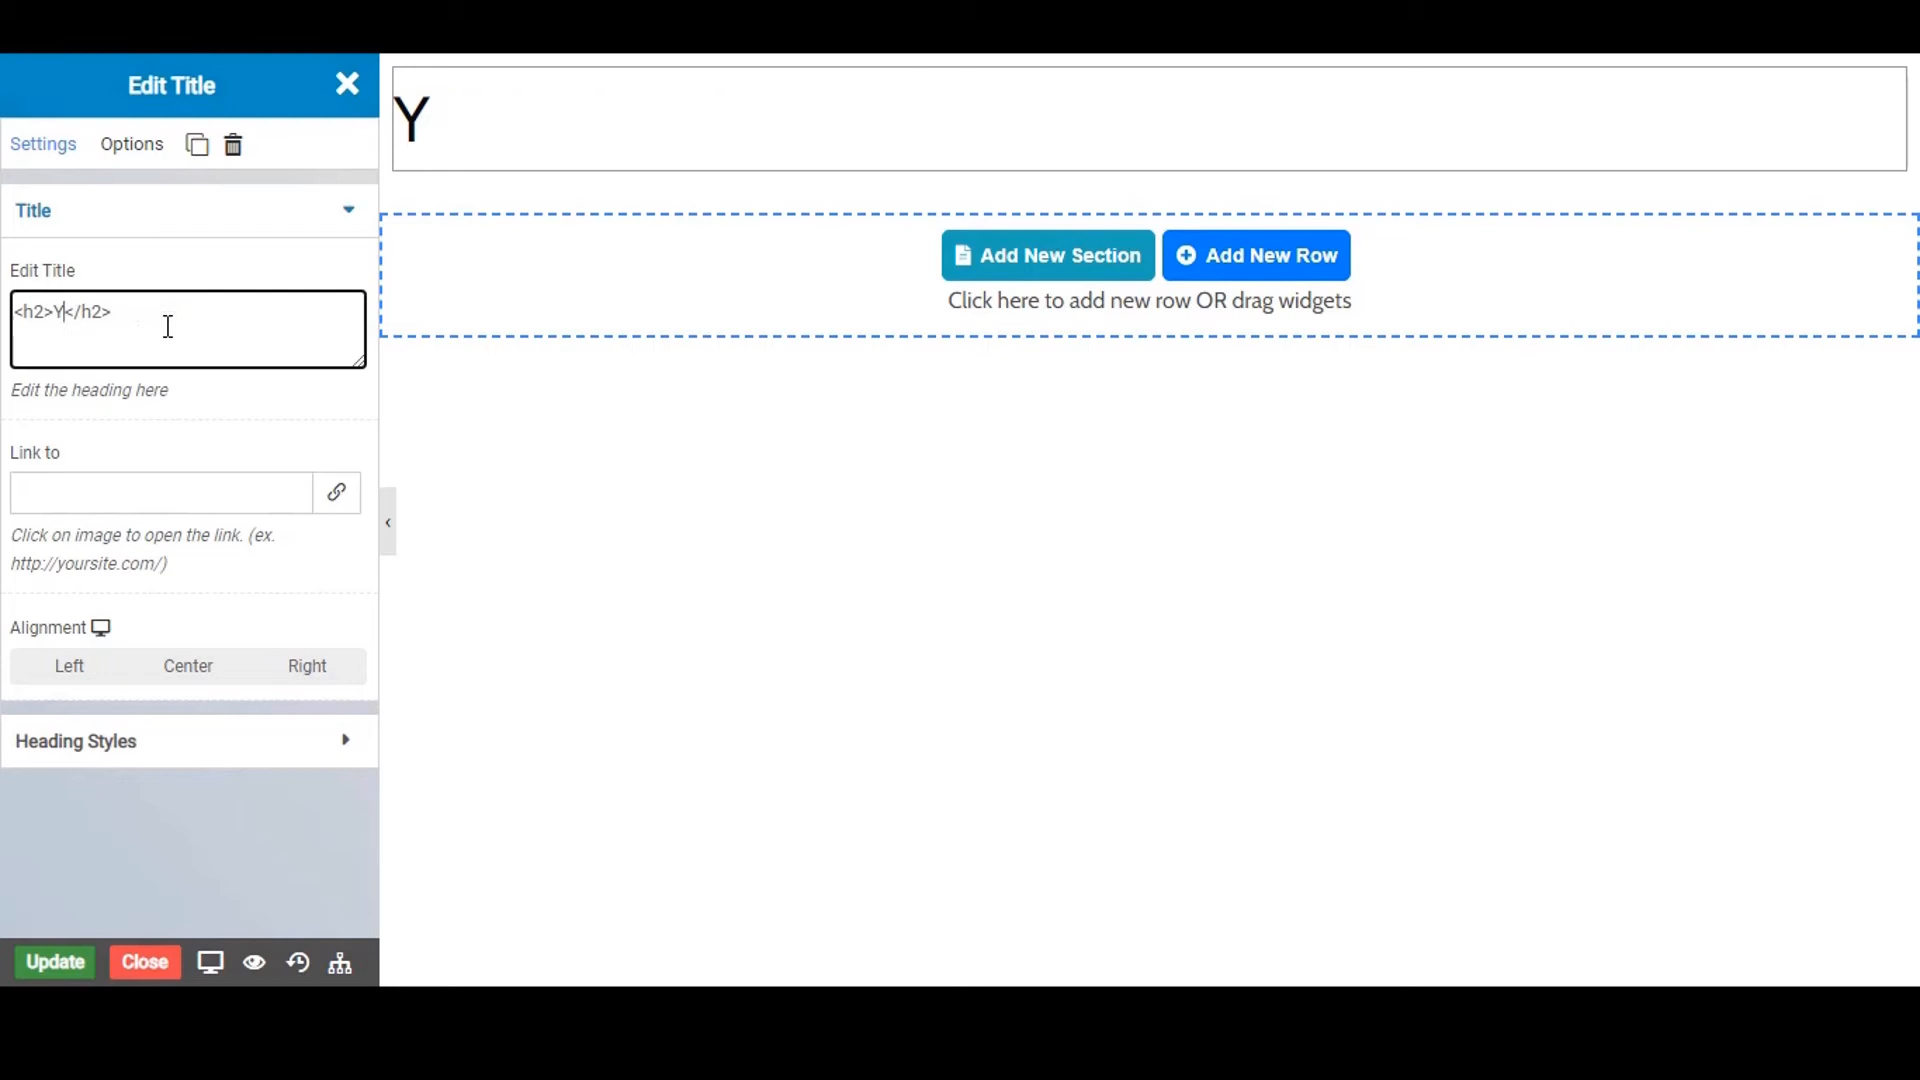 Edit Title
Settings Options
Title
Edit Title
<h2>Y</h2>
Edit the heading here
Link to
Click on image to open the link. (ex.
http://yoursite.com/)
Alignment
Left Center Right
Heading Styles
Update Close
Y
Add New Section Add New Row
Click here to add new row OR drag widgets